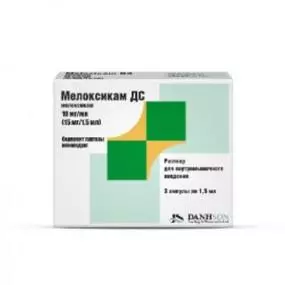 Мелоксикам ДС
мелоксикам
10 мг/мл
(15 мг/1,5 мл)
Раствор
для внутримышечного
введения
3 ампулы по 1,5 мл
DANHSON